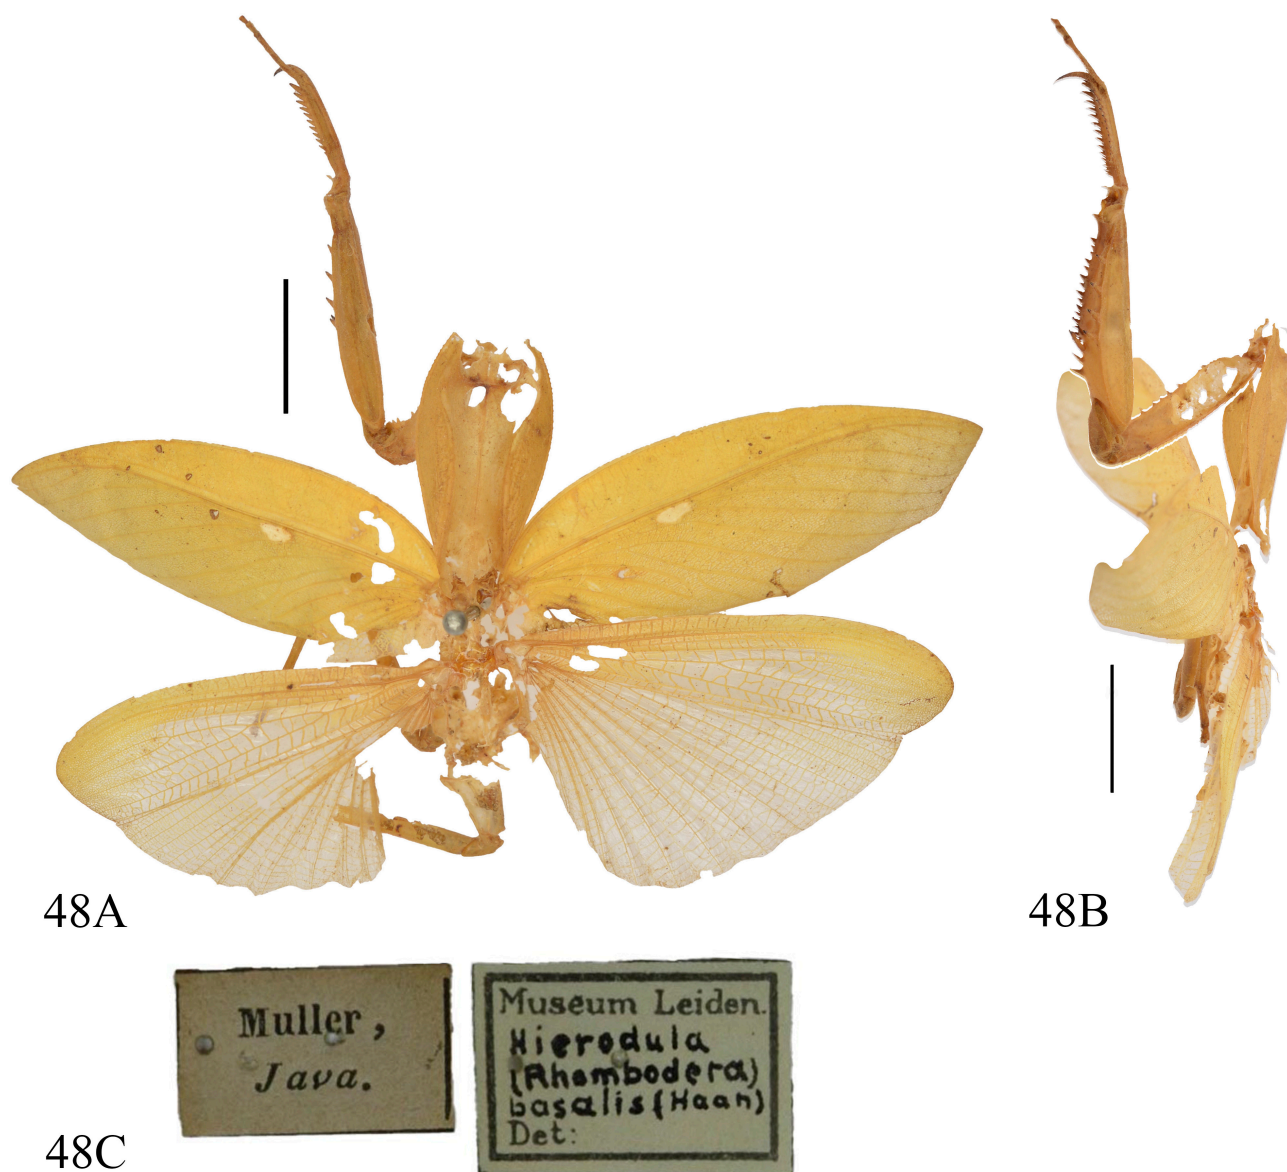 48A
48B
48C
Muller,
Java.
Museum Leiden.
Hierodula
(Rhombodera)
basalis (Haan)
Det: